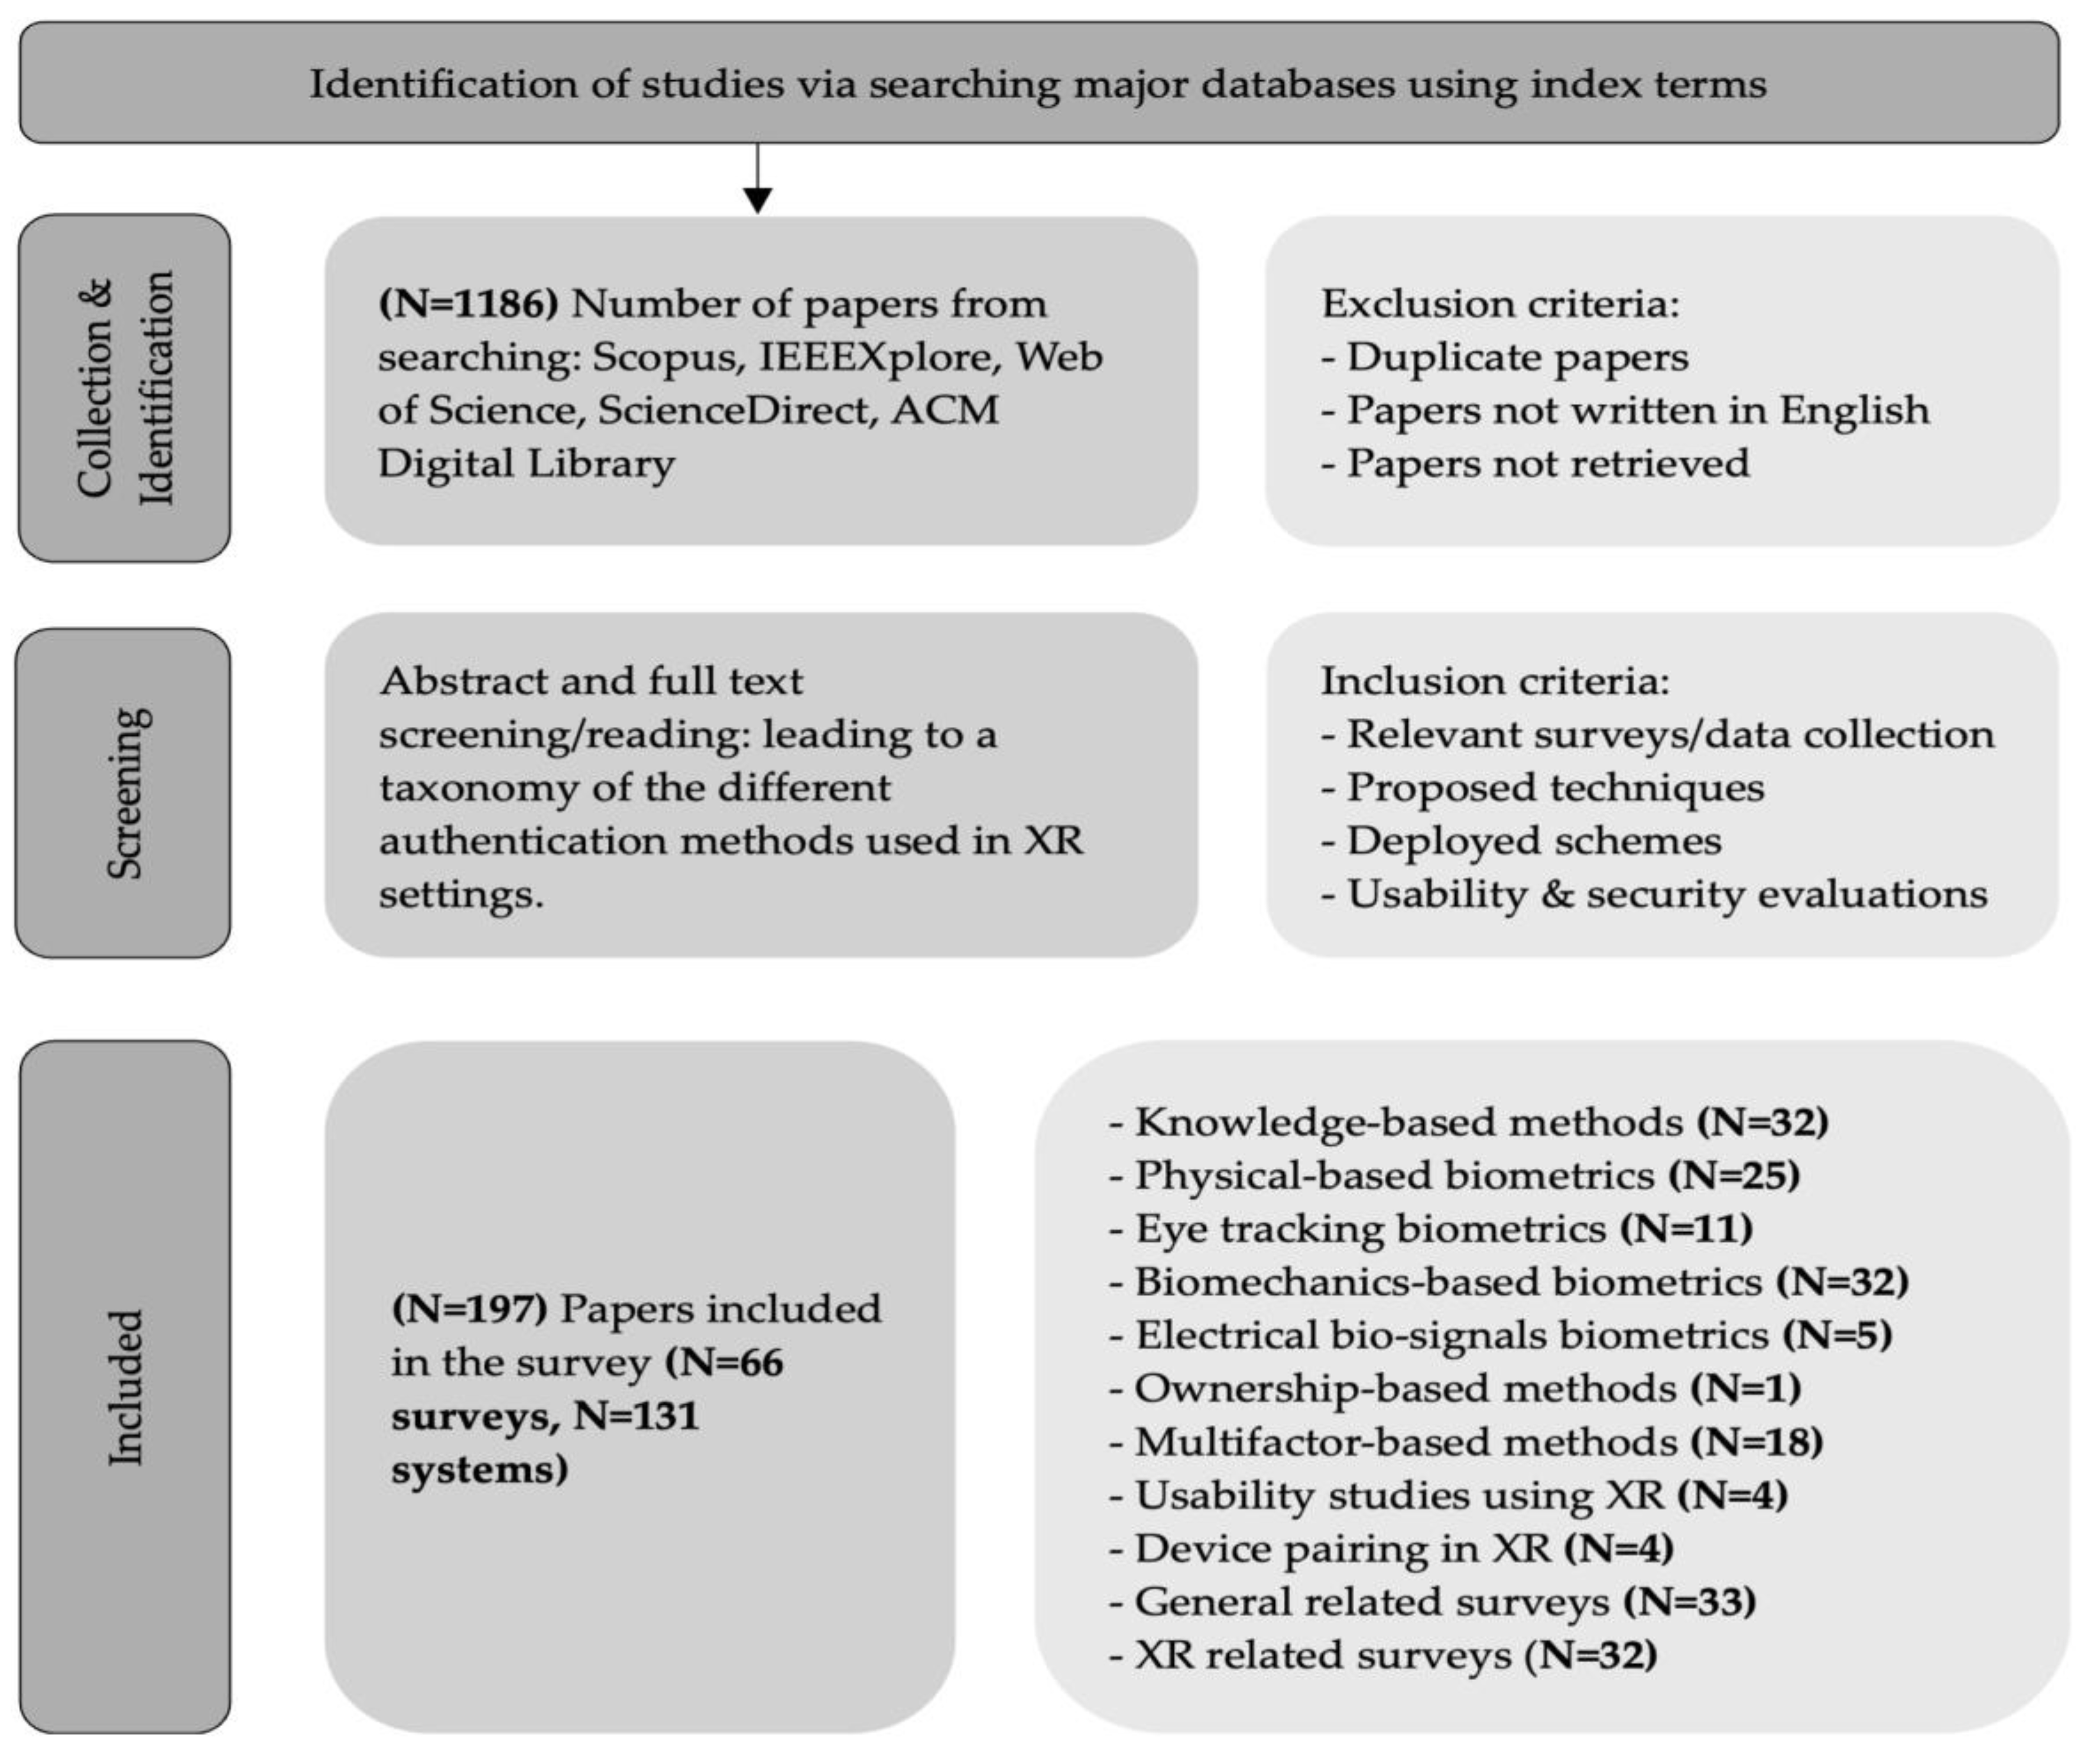 Identification of studies via searching major databases using index terms
Collection &
Identification
(N=1186) Number of papers from
searching: Scopus, IEEEXplore, Web
of Science, ScienceDirect, ACM
Digital Library
Exclusion criteria:
- Duplicate papers
- Papers not written in English
- Papers not retrieved
Screening
Abstract and full text
screening/reading: leading to a
taxonomy of the different
authentication methods used in XR
settings.
Inclusion criteria:
- Relevant surveys/data collection
- Proposed techniques
- Deployed schemes
- Usability & security evaluations
Included
(N=197) Papers included
in the survey (N=66
surveys, N=131
systems)
- Knowledge-based methods (N=32)
- Physical-based biometrics (N=25)
- Eye tracking biometrics (N=11)
- Biomechanics-based biometrics (N=32)
- Electrical bio-signals biometrics (N=5)
- Ownership-based methods (N=1)
- Multifactor-based methods (N=18)
- Usability studies using XR (N=4)
- Device pairing in XR (N=4)
- General related surveys (N=33)
- XR related surveys (N=32)